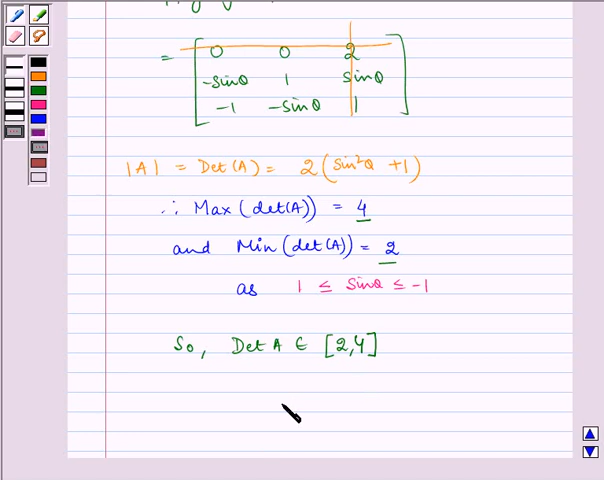 = [ 0 0 2
-sinθ 1 sinθ
-1 -sinθ 1 ]
|A| = Det(A) = 2(sin²θ + 1)
∴ Max(det(A)) = 4
and Min(det(A)) = 2
as 1 ≤ sinθ ≤ -1
So, Det A ∈ [2,4]